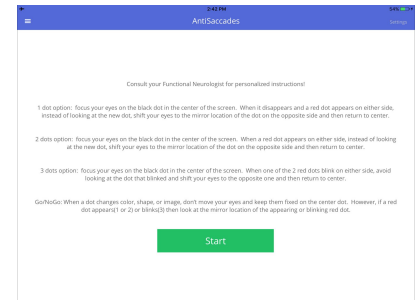 2:42 PM
AntiSaccades
Settings
Consult your Functional Neurologist for personalized instructions!
1 dot option: focus your eyes on the black dot in the center of the screen. When it disappears and a red dot appears on either side,
instead of looking at the new dot, shift your eyes to the mirror location of the dot on the opposite side and then return to center.
2 dots option: focus your eyes on the black dot in the center of the screen. When a red dot appears on either side, instead of looking
at the new dot, shift your eyes to the mirror location of the dot on the opposite side and then return to center.
3 dots option: focus your eyes on the black dot in the center of the screen. When one of the 2 red dots blink on either side, avoid
looking at the dot that blinked and shift your eyes to the opposite one and then return to center.
Go/NoGo: When a dot changes color, shape, or image, don't move your eyes and keep them fixed on the center dot. However, if a red
dot appears(1 or 2) or blinks(3) then look at the mirror location of the appearing or blinking red dot.
Start